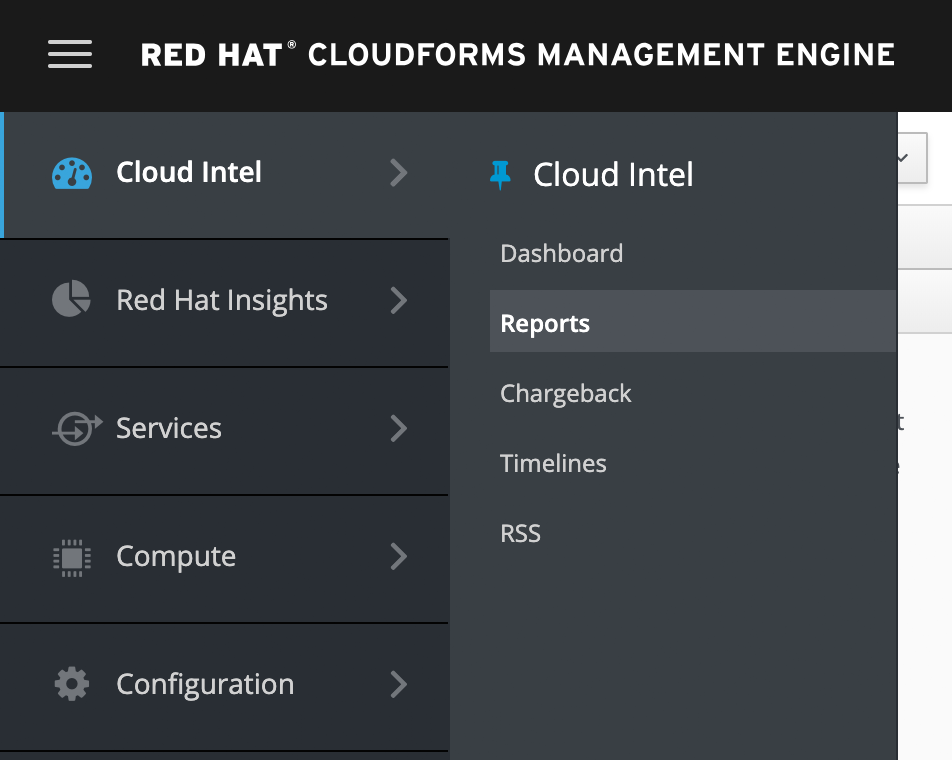 RED HAT® CLOUDFORMS MANAGEMENT ENGINE
Cloud Intel
Red Hat Insights
Services
Compute
Configuration
Cloud Intel
Dashboard
Reports
Chargeback
Timelines
RSS